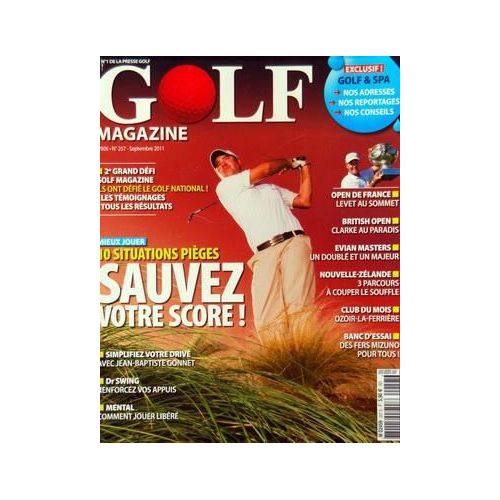 N°1 DE LA PRESSE GOLF
GOLF
MAGAZINE
N° 257 - Septembre 2011
EXCLUSIF !
GOLF & SPA
→ NOS ADRESSES
→ NOS REPORTAGES
→ NOS CONSEILS
2e GRAND DÉFI
GOLF MAGAZINE
ILS ONT DÉFIÉ LE GOLF NATIONAL !
LES TÉMOIGNAGES
TOUS LES RÉSULTATS
MIEUX JOUER
10 SITUATIONS PIÈGES
SAUVEZ
VOTRE SCORE !
SIMPLIFIEZ VOTRE DRIVE
AVEC JEAN-BAPTISTE GONNET
Dr SWING
RENFORCEZ VOS APPUIS
MENTAL
COMMENT JOUER LIBÉRÉ
OPEN DE FRANCE
LEVET AU SOMMET
BRITISH OPEN
CLARKE AU PARADIS
EVIAN MASTERS
UN DOUBLÉ ET UN MAJEUR
NOUVELLE-ZÉLANDE
3 PARCOURS
À COUPER LE SOUFFLE
CLUB DU MOIS
OZOIR-LA-FERRIÈRE
BANC D'ESSAI
DES FERS MIZUNO
POUR TOUS !